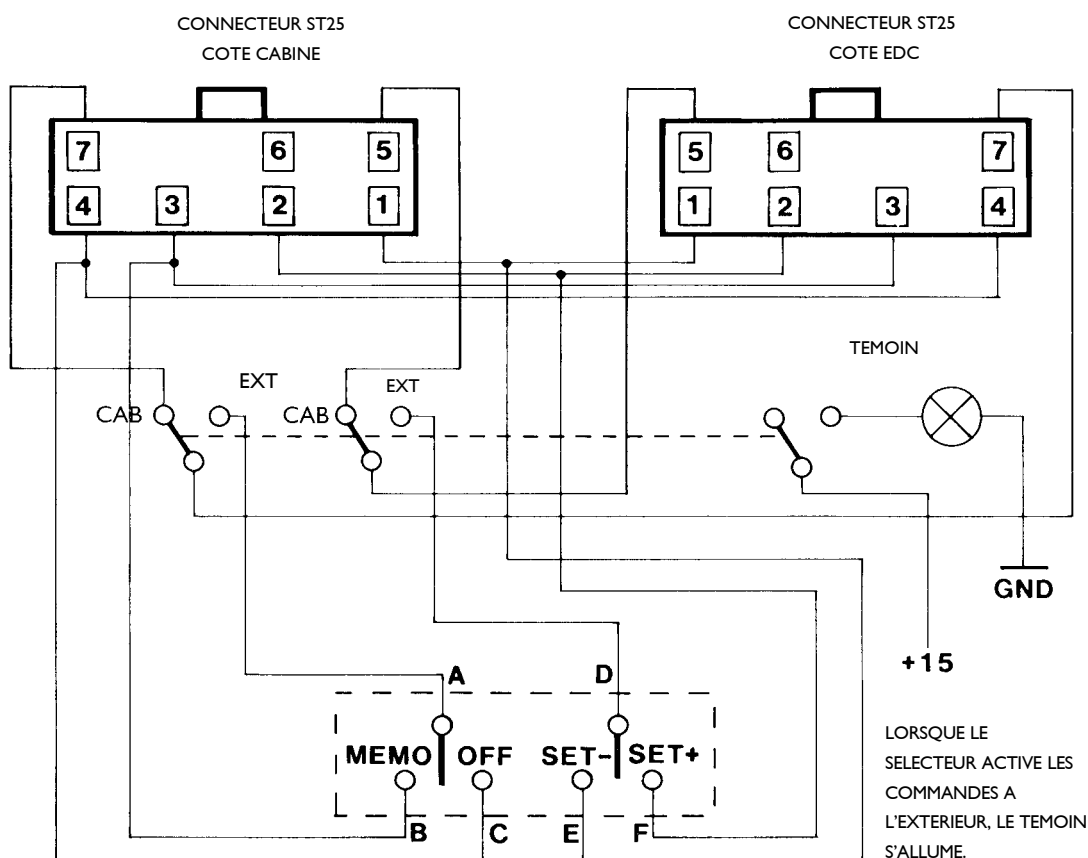 CONNECTEUR ST25
COTE CABINE
CONNECTEUR ST25
COTE EDC
7 6 5
4 3 2 1
5 6 7
1 2 3 4
TEMOIN
EXT
EXT
CAB
CAB
GND
+15
A
D
MEMO OFF SET- SET+
B C E F
LORSQUE LE
SELECTEUR ACTIVE LES
COMMANDES A
L'EXTERIEUR, LE TEMOIN
S'ALLUME.